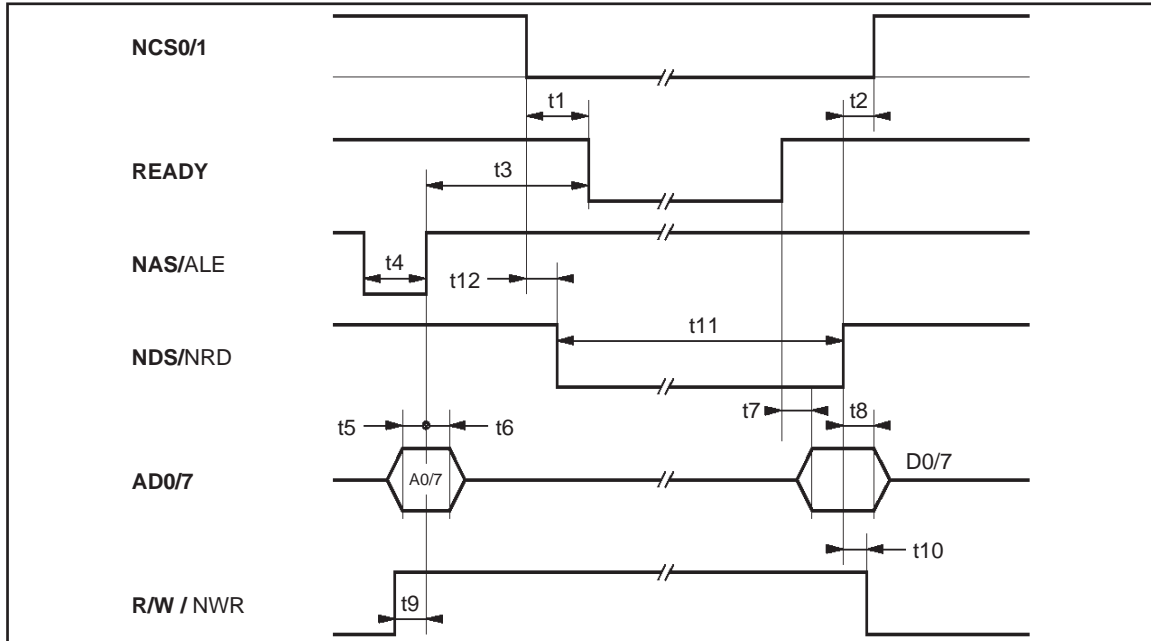 NCS0/1
t1
t2
READY
t3
NAS/ALE
t4
t12
NDS/NRD
t11
t7
t8
t5
t6
AD0/7
A0/7
D0/7
t10
R/W / NWR
t9